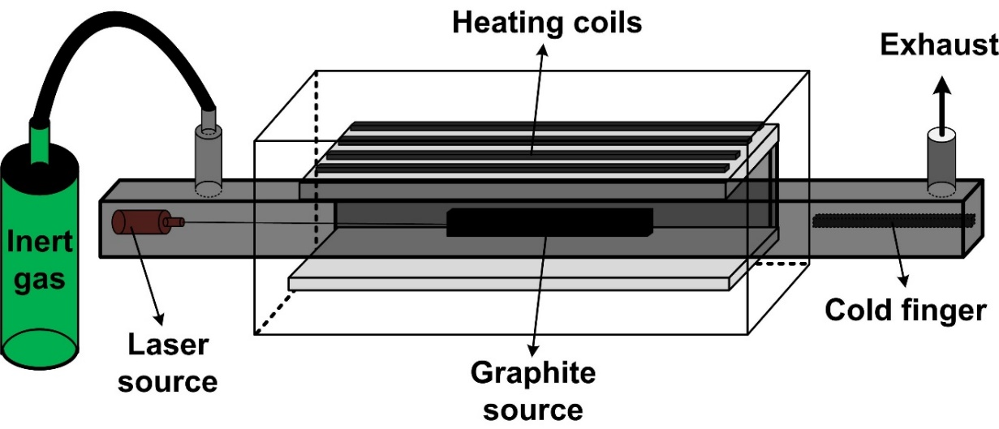 Heating coils
Exhaust
Inert
gas
Laser
source
Graphite
source
Cold finger